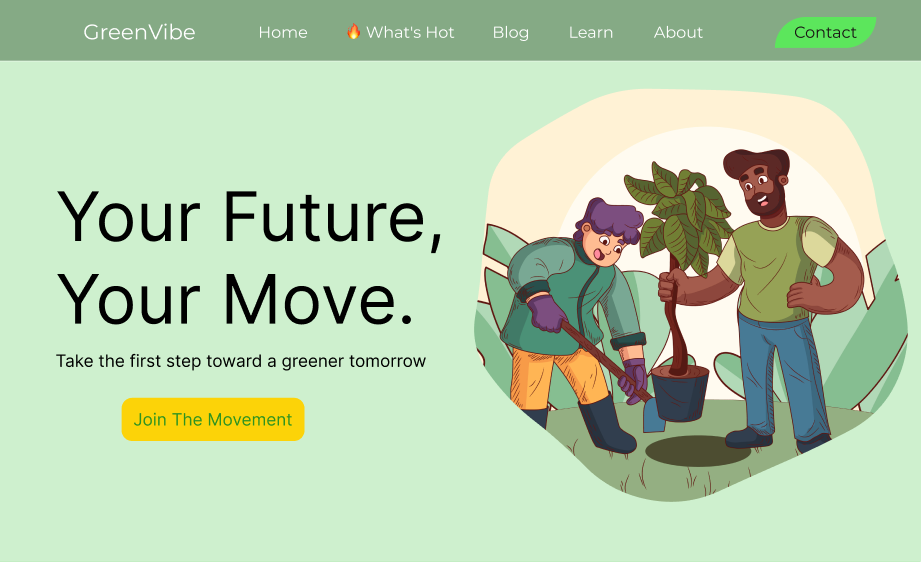 GreenVibe
Home
🔥 What's Hot
Blog
Learn
About
Contact
Your Future,
Your Move.
Take the first step toward a greener tomorrow
Join The Movement